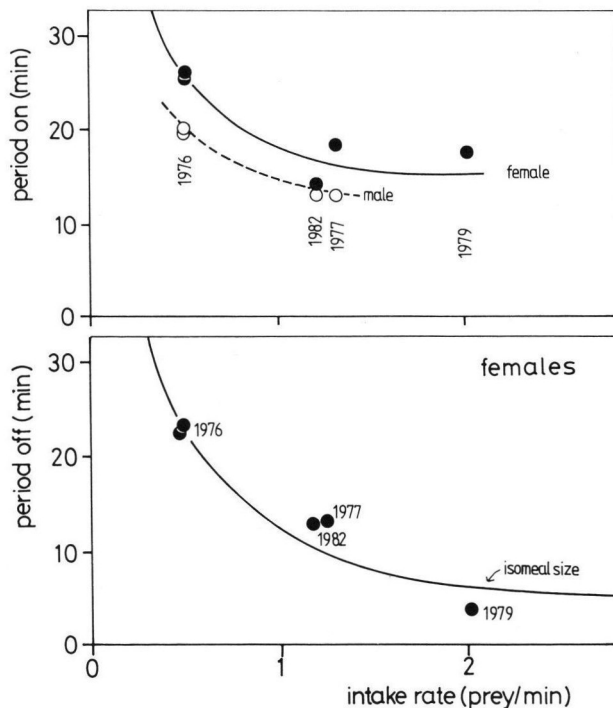 period on (min)
30
20
10
0
1976
1982
1977
1979
female
male
period off (min)
30
20
10
0
females
1976
1977
1982
1979
isomeal size
0
1
2
intake rate (prey/min)